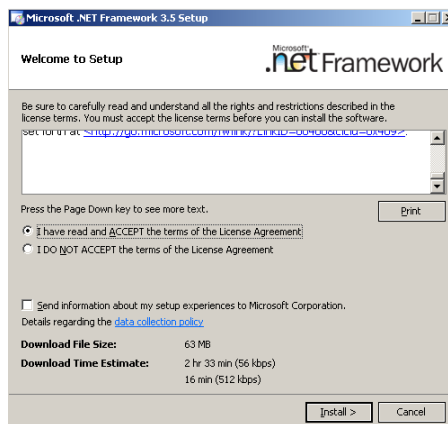 Microsoft .NET Framework 3.5 Setup
Welcome to Setup
Microsoft
.net Framework
Be sure to carefully read and understand all the rights and restrictions described in the
license terms. You must accept the license terms before you can install the software.
set forth at
Press the Page Down key to see more text.
Print
I have read and ACCEPT the terms of the License Agreement
I DO NOT ACCEPT the terms of the License Agreement
Send information about my setup experiences to Microsoft Corporation.
Details regarding the data collection policy
Download File Size: 63 MB
Download Time Estimate: 2 hr 33 min (56 kbps)
16 min (512 kbps)
Install >
Cancel